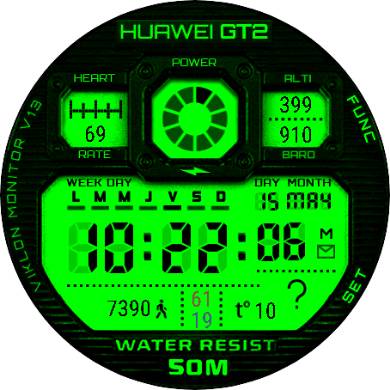 HUAWEI GT2
POWER
HEART
69
RATE
ALTI
399
910
BARO
FUNC
VIKLON MONITOR V13
WEEK DAY
DAY MONTH
L M M J V S D
15 MAY
10:22:06
M
7390
61
19
t° 10
?
SET
WATER RESIST
50M